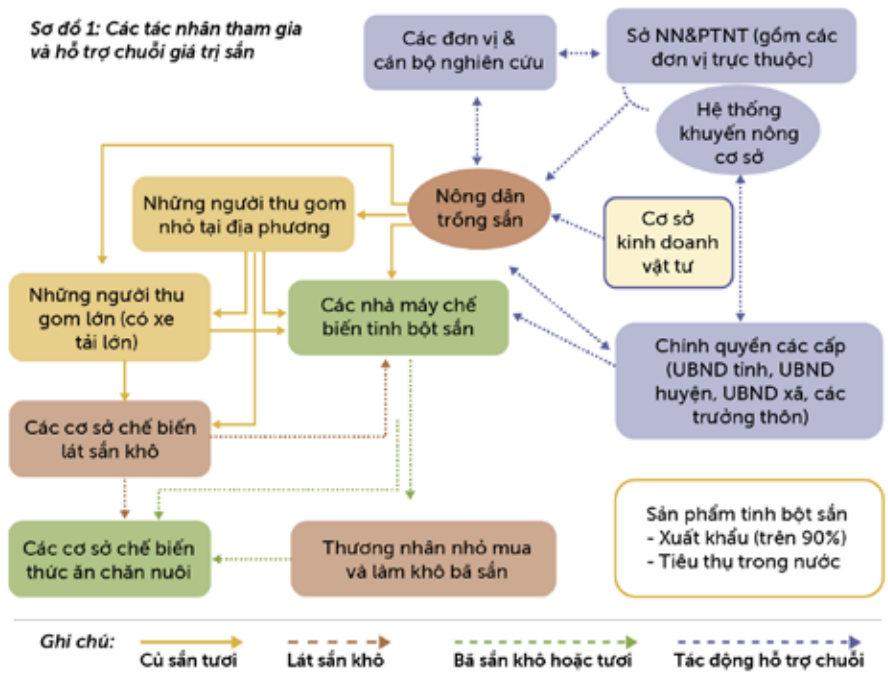 Sơ đồ 1: Các tác nhân tham gia
và hỗ trợ chuỗi giá trị sắn
Các đơn vị &
cán bộ nghiên cứu
Sở NN&PTNT (gồm các
đơn vị trực thuộc)
Hệ thống
khuyến nông
cơ sở
Những người thu gom
nhỏ tại địa phương
Nông dân
trồng sắn
Cơ sở
kinh doanh
vật tư
Những người thu
gom lớn (có xe
tải lớn)
Các nhà máy chế
biến tinh bột sắn
Chính quyền các cấp
(UBND tỉnh, UBND
huyện, UBND xã, các
trưởng thôn)
Các cơ sở chế biến
lát sắn khô
Các cơ sở chế biến
thức ăn chăn nuôi
Thương nhân nhỏ mua
và làm khô bã sắn
Sản phẩm tinh bột sắn
- Xuất khẩu (trên 90%)
- Tiêu thụ trong nước
Ghi chú:
Củ sắn tươi
Lát sắn khô
Bã sắn khô hoặc tươi
Tác động hỗ trợ chuỗi